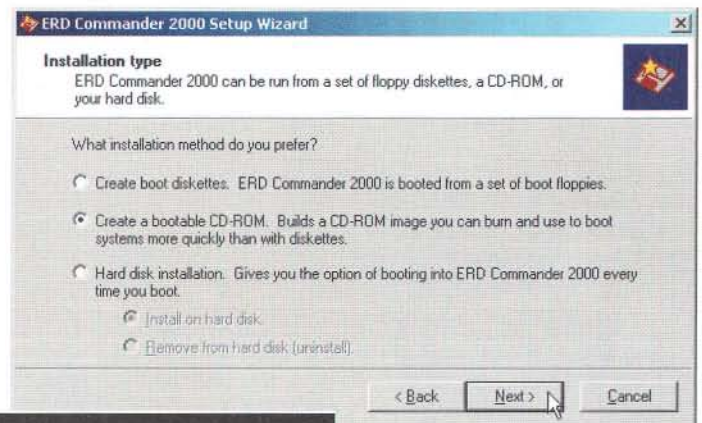 ERD Commander 2000 Setup Wizard
Installation type
ERD Commander 2000 can be run from a set of floppy diskettes, a CD-ROM, or
your hard disk.
What installation method do you prefer?
Create boot diskettes. ERD Commander 2000 is booted from a set of boot floppies.
Create a bootable CD-ROM. Builds a CD-ROM image you can burn and use to boot
systems more quickly than with diskettes.
Hard disk installation. Gives you the option of booting into ERD Commander 2000 every
time you boot.
Install on hard disk.
Remove from hard disk (uninstall).
< Back Next > Cancel